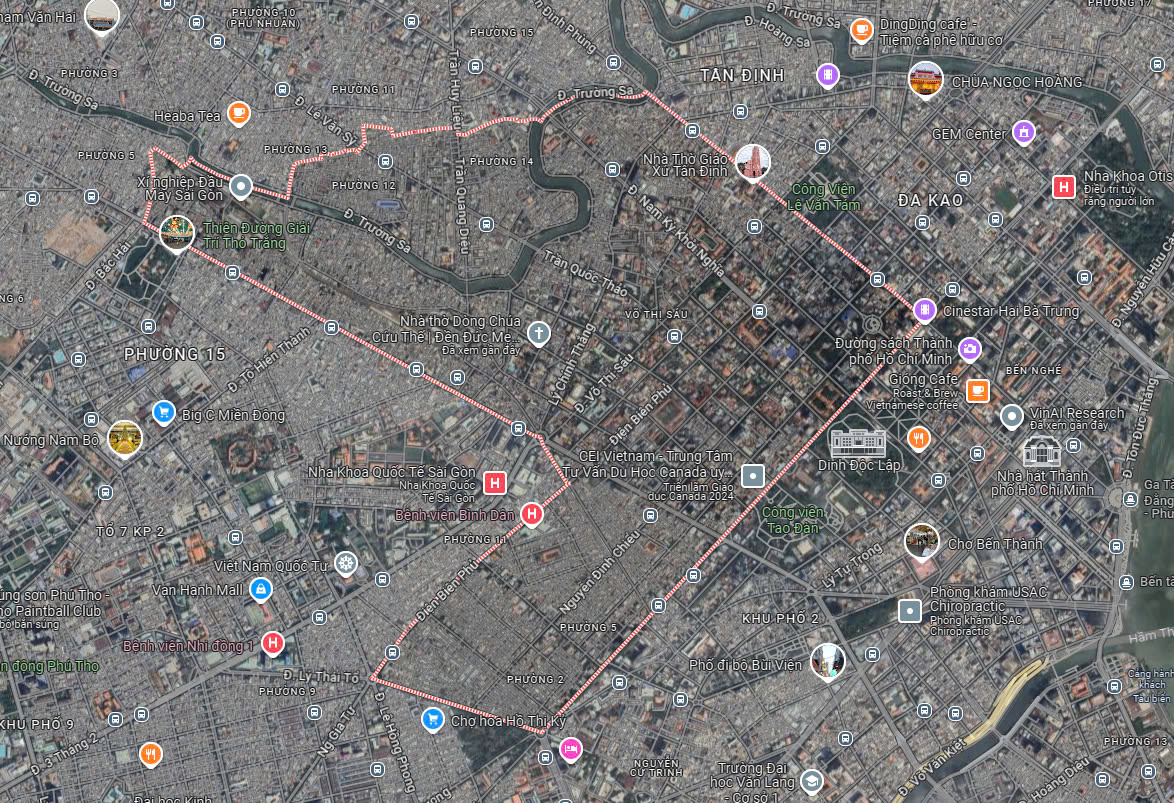 PHƯỜNG 10
(PHÚ NHUẬN)
PHƯỜNG 17
Đ. Trường Sa
Đ. Hoàng Sa
DingDing cafe -
Tiệm cà phê hữu cơ
PHƯỜNG 15
PHƯỜNG 3
Đ. Trường Sa
TÂN ĐỊNH
CHÙA NGỌC HOÀNG
PHƯỜNG 11
Đ. Trường Sa
Heaba Tea
Đ. Lê Văn Sỹ
Trần Huy Liệu
GEM Center
PHƯỜNG 5
PHƯỜNG 13
PHƯỜNG 14
Nhà Thờ Giáo
Xứ Tân Định
Nha Khoa Otis
Điều trị tủy
răng người lớn
Xí nghiệp Đầu
Máy Sài Gòn
PHƯỜNG 12
Trần Quang Diệu
Công Viên
Lê Văn Tám
ĐA KAO
Đ. Trường Sa
Đ. Nam Kỳ Khởi Nghĩa
Thiên Đường Giải
Trí Thỏ Trắng
Đ. Bắc Hải
Trần Quốc Thảo
VÕ THỊ SÁU
Cinestar Hai Bà Trưng
Nhà thờ Dòng Chúa
Cứu Thế | Đền Đức Mẹ...
Đã xem gần đây
Đường sách Thành
phố Hồ Chí Minh
PHƯỜNG 15
Đ. Tô Hiến Thành
Lý Chính Thắng
Đ. Võ Thị Sáu
BẾN NGHÉ
Gióng Cafe
Roast & Brew
Vietnamese coffee
Điện Biên Phủ
Big C Miền Đông
VinAI Research
Đã xem gần đây
Đ. Tôn Đức Thắng
Nướng Nam Bộ
CEI Vietnam - Trung Tâm
Tư Vấn Du Học Canada uy...
Triển lãm Giáo
dục Canada 2024
Dinh Độc Lập
Nhà hát Thành
phố Hồ Chí Minh
Nha Khoa Quốc Tế Sài Gòn
Nha Khoa Quốc
Tế Sài Gòn
Bệnh viện Bình Dân
Công viên
Tao Đàn
TỔ 7 KP 2
PHƯỜNG 11
Chợ Bến Thành
Lý Tự Trọng
Việt Nam Quốc Tự
Nguyễn Đình Chiểu
Vạn Hạnh Mall
Điện Biên Phủ
Phòng khám USAC
Chiropractic
Phòng khám USAC
Chiropractic
KHU PHỐ 2
PHƯỜNG 5
Bệnh viện Nhi đồng 1
Phố đi bộ Bùi Viện
Đ. Lý Thái Tổ
PHƯỜNG 9
PHƯỜNG 2
KHU PHỐ 9
Chợ hoa Hồ Thị Kỷ
Đ. Lê Hồng Phong
Ng Gia Tự
Đ. 3 Tháng 2
PHƯỜNG 13
Đ. Võ Văn Kiệt
NGUYỄN
CƯ TRINH
Trường Đại
học Văn Lang
- Cơ sở 1
Hoàng Diệu